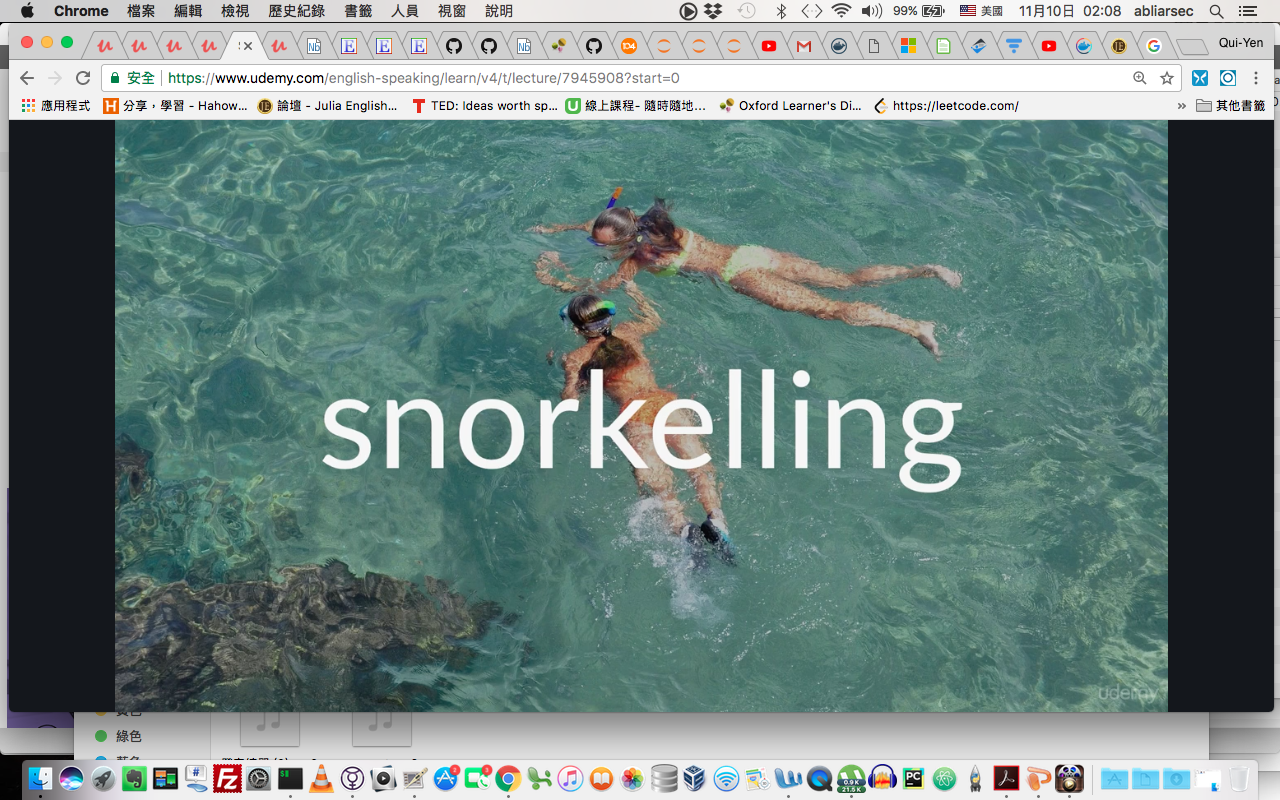 Chrome 檔案 編輯 檢視 歷史紀錄 書籤 人員 視窗 說明 99% 美國 11月10日 02:08 abliarsec
Qui-Yen
安全 https://www.udemy.com/english-speaking/learn/v4/t/lecture/7945908?start=0
應用程式 分享，學習 - Hahow... 論壇 - Julia English... TED: Ideas worth sp... 線上課程- 隨時隨地... Oxford Learner's Di... https://leetcode.com/ » 其他書籤
snorkelling
udemy
綠色